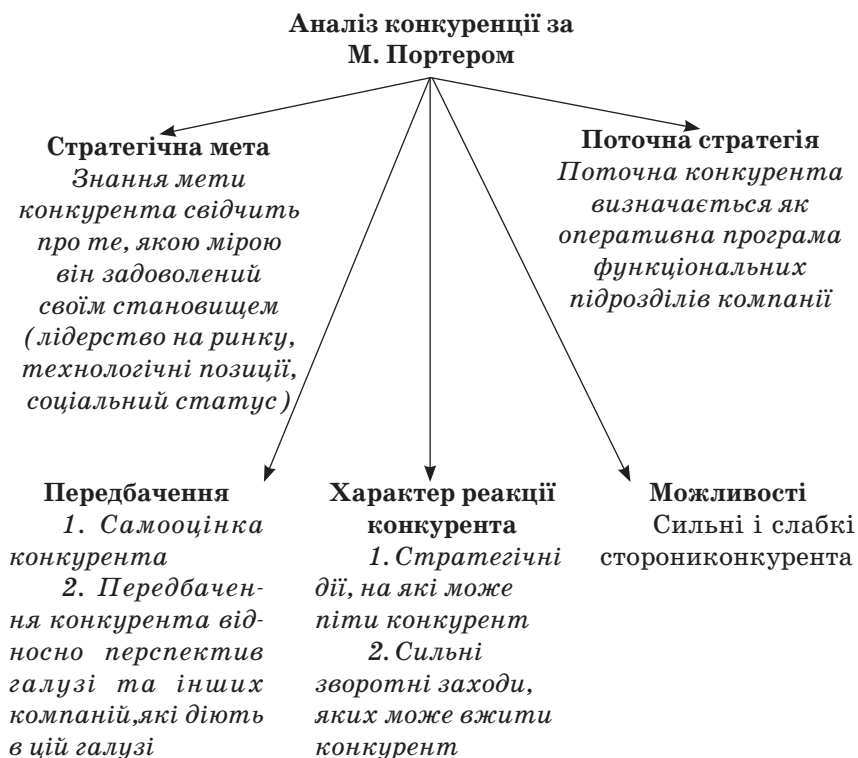 Аналіз конкуренції за
М. Портером
Стратегічна мета
Знання мети
конкурента свідчить
про те, якою мірою
він задоволений
своїм становищем
(лідерство на ринку,
технологічні позиції,
соціальний статус)
Поточна стратегія
Поточна конкурента
визначається як
оперативна програма
функціональних
підрозділів компанії
Передбачення
1. Самооцінка
конкурента
2. Передбачен-
ня конкурента від-
носно перспектив
галузі та інших
компаній,які діють
в цій галузі
Характер реакції
конкурента
1. Стратегічні
дії, на які може
піти конкурент
2. Сильні
зворотні заходи,
яких може вжити
конкурент
Можливості
Сильні і слабкі
сторониконкурента